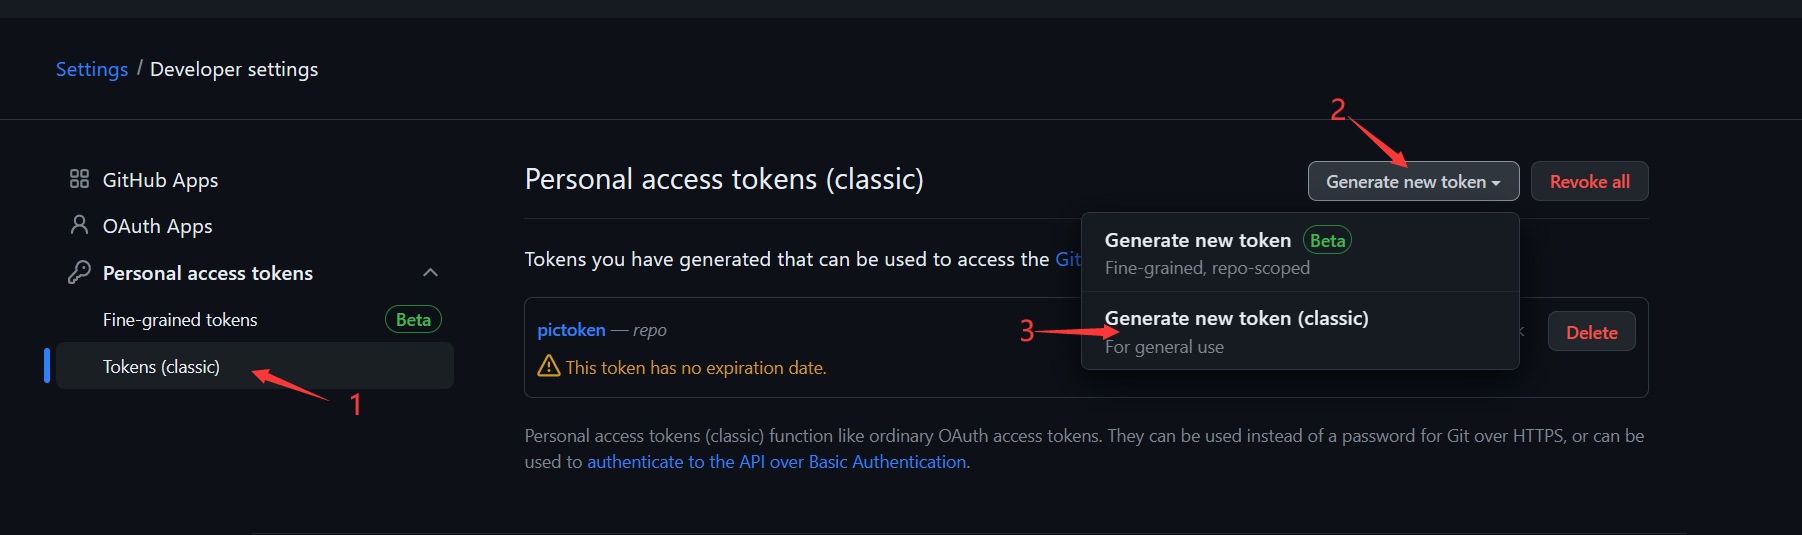 Settings / Developer settings
2
GitHub Apps
OAuth Apps
Personal access tokens
Fine-grained tokens Beta
Tokens (classic)
1
Personal access tokens (classic)
Generate new token
Revoke all
Generate new token Beta
Fine-grained, repo-scoped
3
Generate new token (classic)
For general use
Tokens you have generated that can be used to access the Git
pictoken — repo
Delete
This token has no expiration date.
Personal access tokens (classic) function like ordinary OAuth access tokens. They can be used instead of a password for Git over HTTPS, or can be
used to authenticate to the API over Basic Authentication.